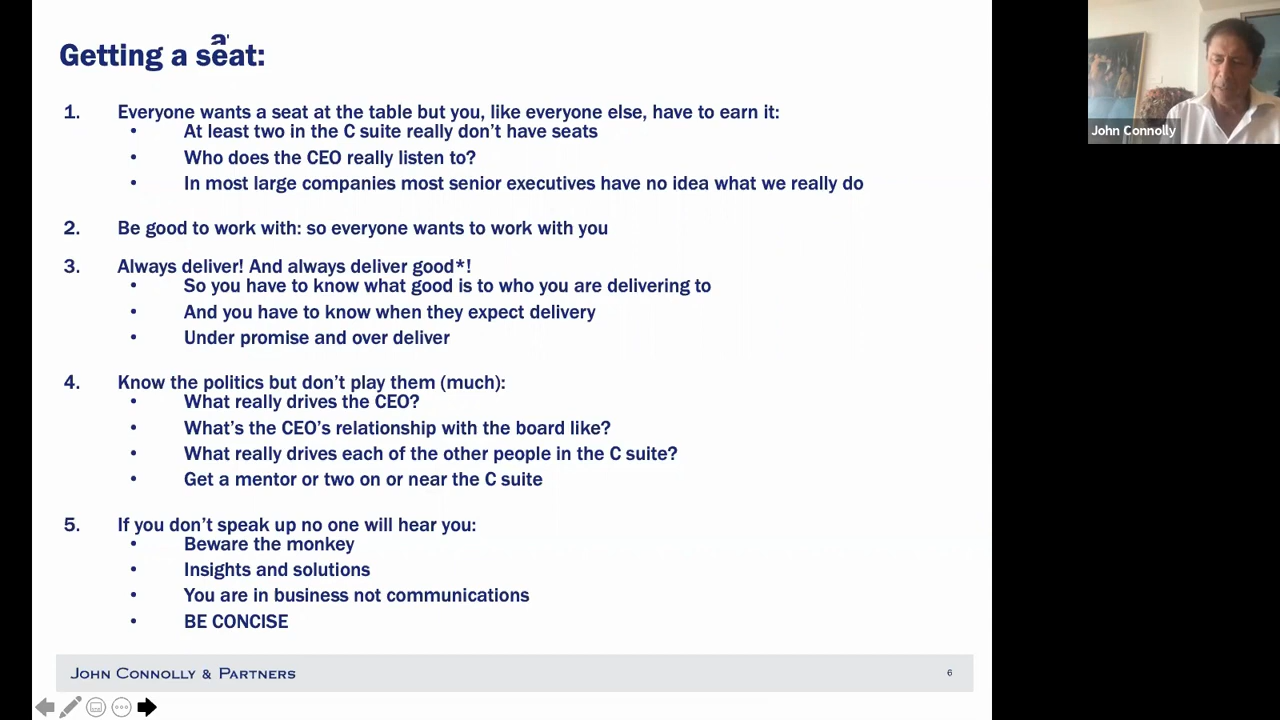 Getting a seat:
1. Everyone wants a seat at the table but you, like everyone else, have to earn it:
• At least two in the C suite really don't have seats
• Who does the CEO really listen to?
• In most large companies most senior executives have no idea what we really do
2. Be good to work with: so everyone wants to work with you
3. Always deliver! And always deliver good*!
• So you have to know what good is to who you are delivering to
• And you have to know when they expect delivery
• Under promise and over deliver
4. Know the politics but don't play them (much):
• What really drives the CEO?
• What's the CEO's relationship with the board like?
• What really drives each of the other people in the C suite?
• Get a mentor or two on or near the C suite
5. If you don't speak up no one will hear you:
• Beware the monkey
• Insights and solutions
• You are in business not communications
• BE CONCISE
JOHN CONNOLLY & PARTNERS
6
John Connolly